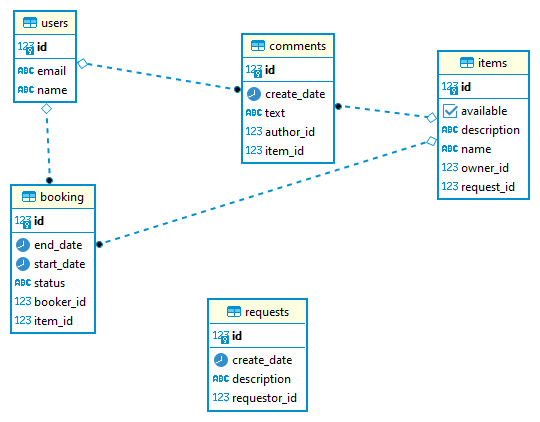 users
123 id
ABC email
ABC name
comments
123 id
create_date
ABC text
123 author_id
123 item_id
items
123 id
available
ABC description
ABC name
123 owner_id
123 request_id
booking
123 id
end_date
start_date
ABC status
123 booker_id
123 item_id
requests
123 id
create_date
ABC description
123 requestor_id